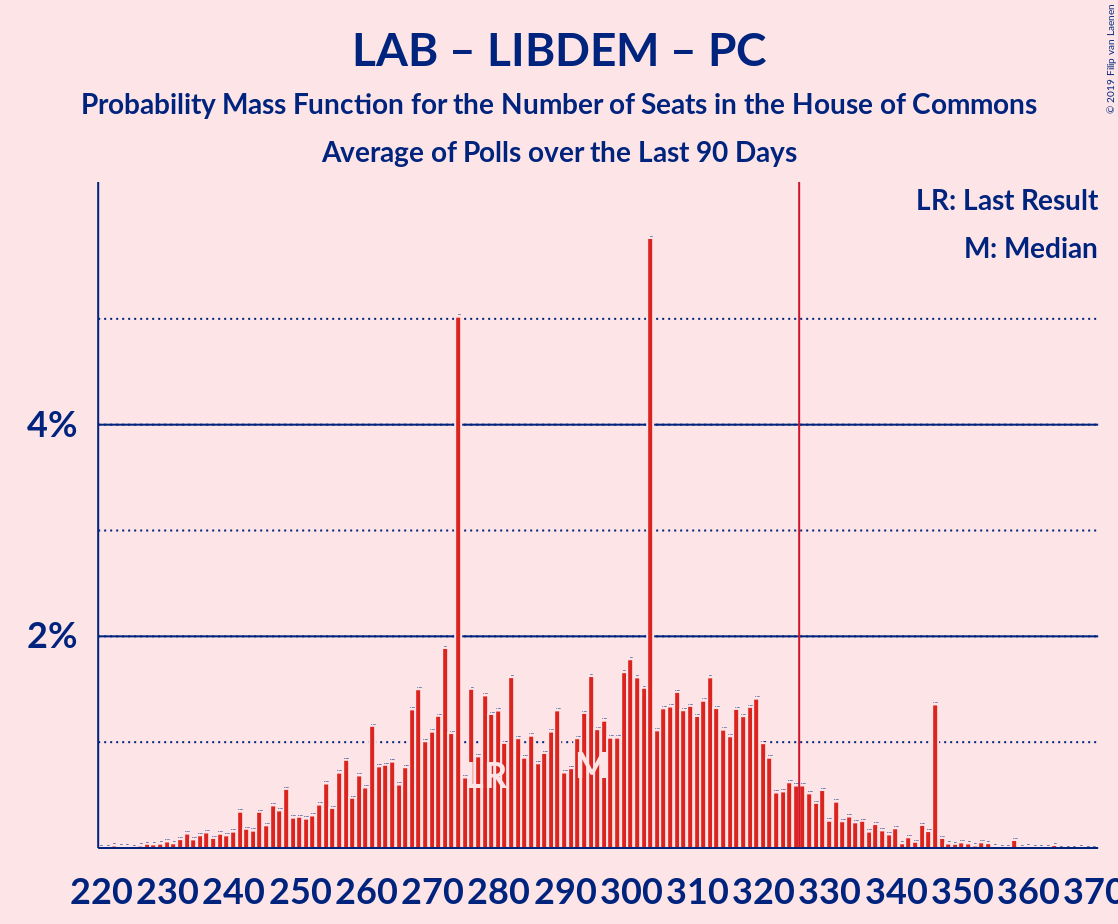 LAB – LIBDEM – PC
Probability Mass Function for the Number of Seats in the House of Commons
Average of Polls over the Last 90 Days
© 2019 Filip van Laenen
LR: Last Result
M: Median
4%
2%
LR
M
220 230 240 250 260 270 280 290 300 310 320 330 340 350 360 370